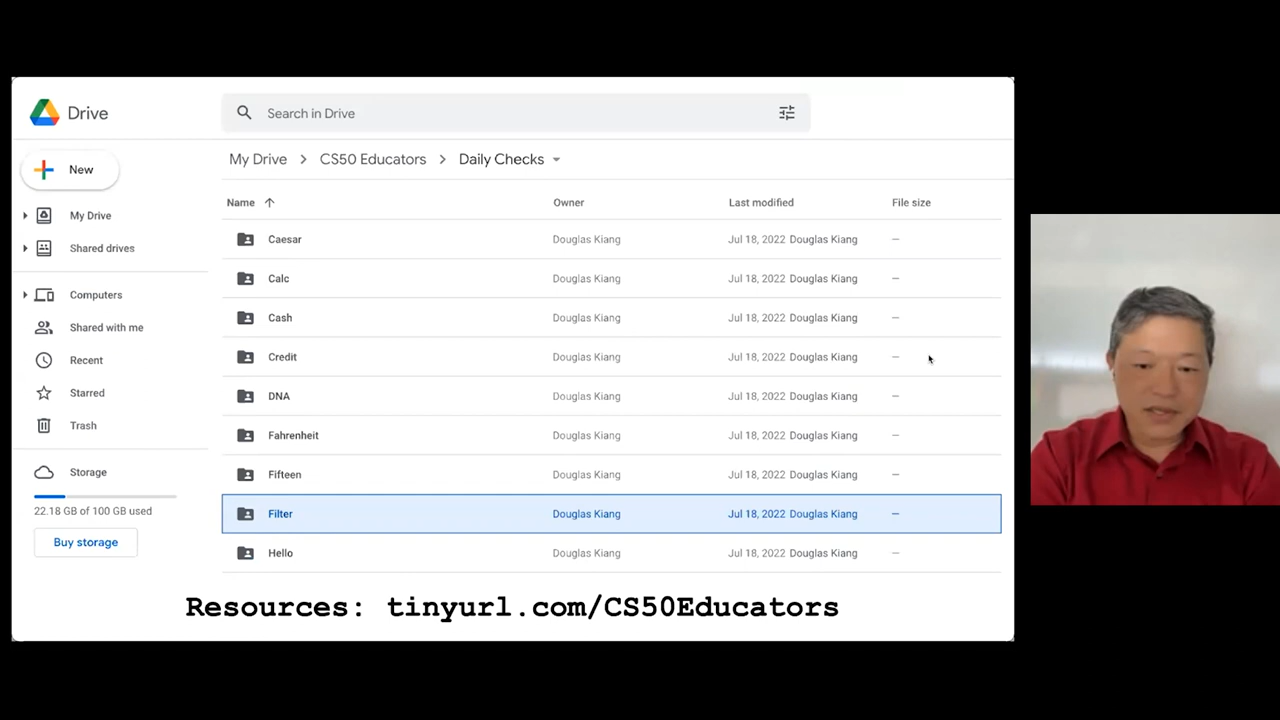 Drive
Search in Drive
New
My Drive
Shared drives
Computers
Shared with me
Recent
Starred
Trash
Storage
22.18 GB of 100 GB used
Buy storage
My Drive > CS50 Educators > Daily Checks
Name Owner Last modified File size
Caesar Douglas Kiang Jul 18, 2022 Douglas Kiang —
Calc Douglas Kiang Jul 18, 2022 Douglas Kiang —
Cash Douglas Kiang Jul 18, 2022 Douglas Kiang —
Credit Douglas Kiang Jul 18, 2022 Douglas Kiang —
DNA Douglas Kiang Jul 18, 2022 Douglas Kiang —
Fahrenheit Douglas Kiang Jul 18, 2022 Douglas Kiang —
Fifteen Douglas Kiang Jul 18, 2022 Douglas Kiang —
Filter Douglas Kiang Jul 18, 2022 Douglas Kiang —
Hello Douglas Kiang Jul 18, 2022 Douglas Kiang —
Resources: tinyurl.com/CS50Educators